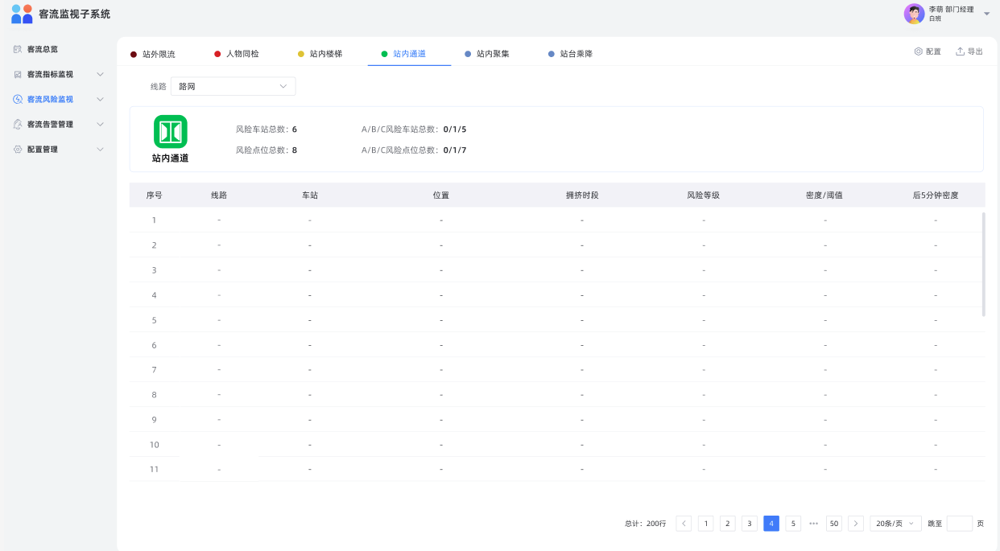 客流监视子系统
李萌 部门经理
白班
客流总览
客流指标监视
客流风险监视
客流告警管理
配置管理
站外限流 人物同检 站内楼梯 站内通道 站内聚集 站台乘降 配置 导出
线路 路网
站内通道
风险车站总数：6 A/B/C风险车站总数：0/1/5
风险点位总数：8 A/B/C风险点位总数：0/1/7
序号 线路 车站 位置 拥挤时段 风险等级 密度/阈值 后5分钟密度
1 - - - - - - -
2 - - - - - - -
3 - - - - - - -
4 - - - - - - -
5 - - - - - - -
6 - - - - - - -
7 - - - - - - -
8 - - - - - - -
9 - - - - - - -
10 - - - - - - -
11 - - - - - - -
总计：200行 1 2 3 4 5 ••• 50 20条/页 跳至 页